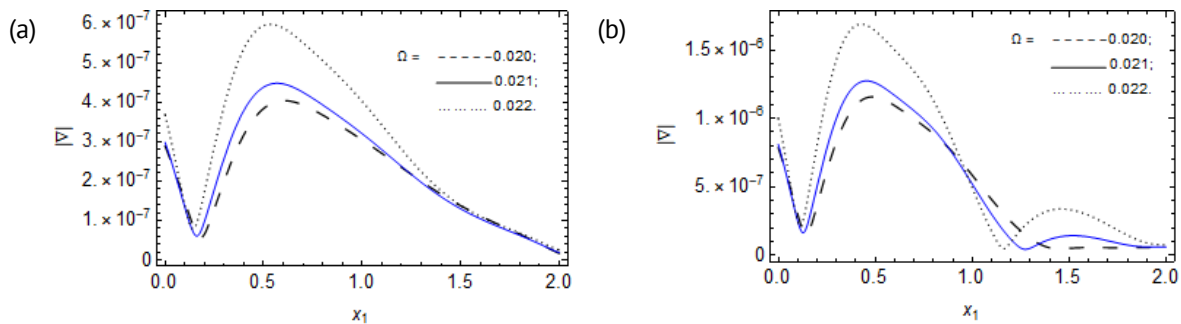 (a)
6. × 10⁻⁷
5. × 10⁻⁷
4. × 10⁻⁷
3. × 10⁻⁷
2. × 10⁻⁷
1. × 10⁻⁷
0
|∇|
Ω = 0.020;
0.021;
0.022.
0.0 0.5 1.0 1.5 2.0
x₁
(b)
1.5 × 10⁻⁶
1. × 10⁻⁶
5. × 10⁻⁷
0
|∇|
Ω = 0.020;
0.021;
0.022.
0.0 0.5 1.0 1.5 2.0
x₁